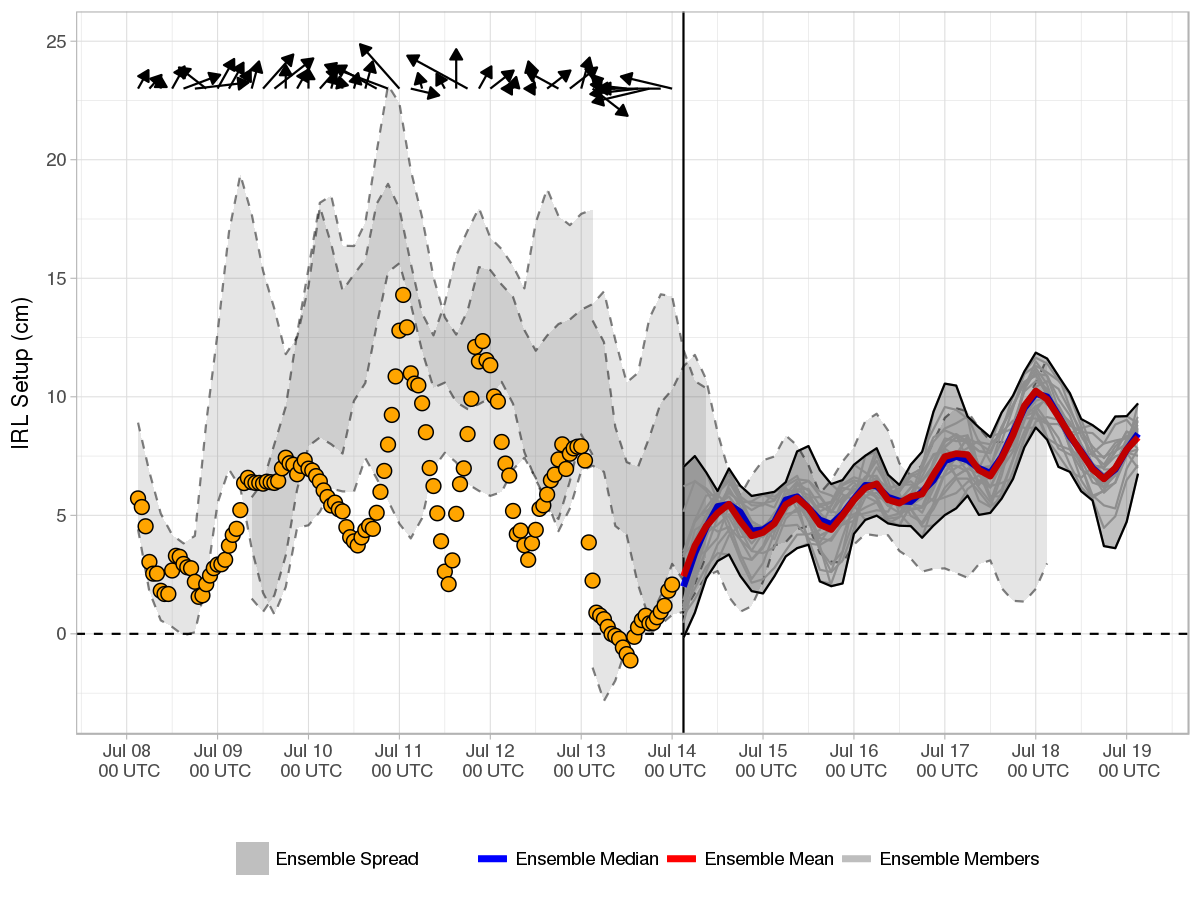 25
20
15
10
5
0
IRL Setup (cm)
Jul 08 Jul 09 Jul 10 Jul 11 Jul 12 Jul 13 Jul 14 Jul 15 Jul 16 Jul 17 Jul 18 Jul 19
00 UTC 00 UTC 00 UTC 00 UTC 00 UTC 00 UTC 00 UTC 00 UTC 00 UTC 00 UTC 00 UTC 00 UTC
Ensemble Spread Ensemble Median Ensemble Mean Ensemble Members